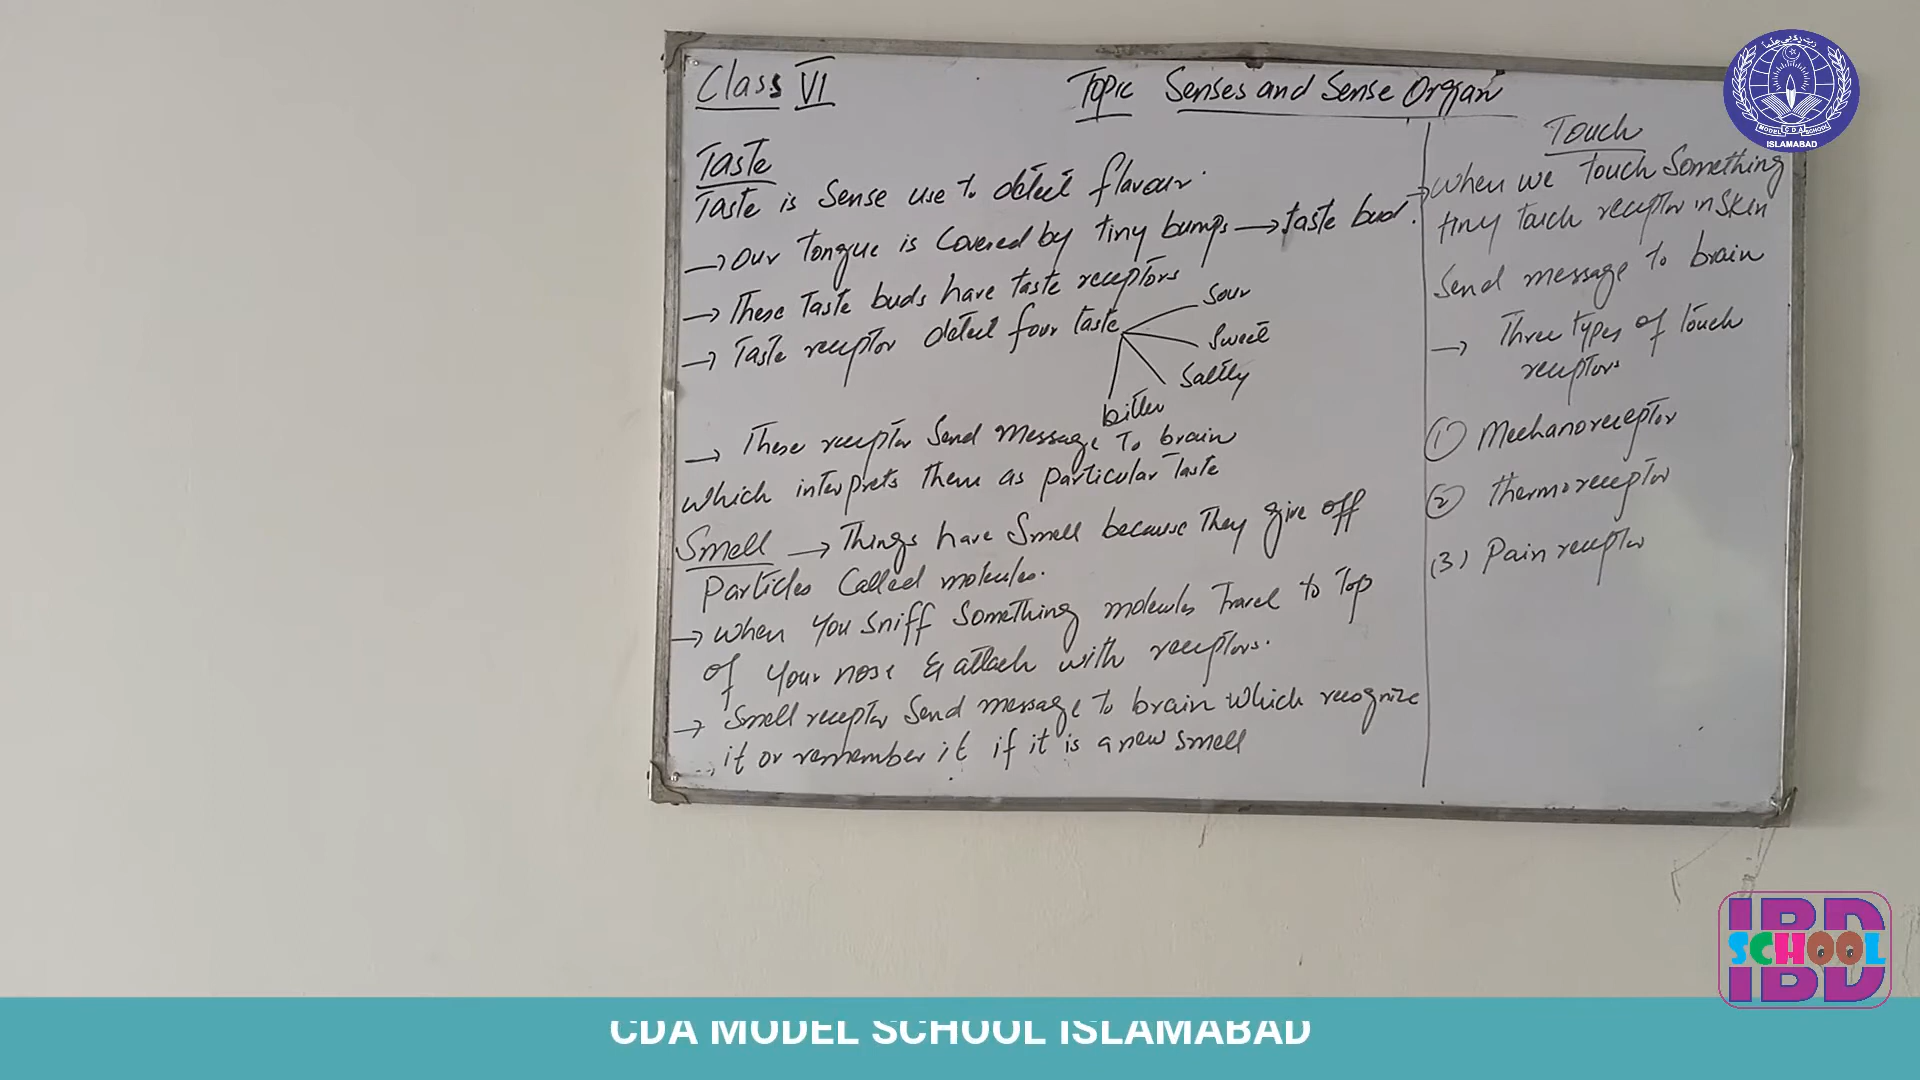 Class VI
Topic Senses and Sense Organ
Taste
Taste is Sense use to detect flavour.
→ Our tongue is Covered by tiny bumps → taste bud.
→ These Taste buds have taste receptors
→ Taste receptor detect four taste
Sour
Sweet
Saltly
bitter
→ These receptor Send Message To brain
which interprets them as particular Taste
Smell → Things have Smell because They give off
Particles Called molecules.
→ when You sniff Something molecules Travel to Top
of Your nose & attach with receptors.
→ Smell receptor Send message to brain which recognize
it or remember it if it is a new smell
Touch
→ when we touch Something
tiny touch receptor in Skin
Send message to brain
→ Three types of touch
receptors
(1) Mechanoreceptor
(2) thermoreceptor
(3) Pain receptor
MODEL CDA SCHOOL
ISLAMABAD
IBD
SCHOOL
IBD
CDA MODEL SCHOOL ISLAMABAD